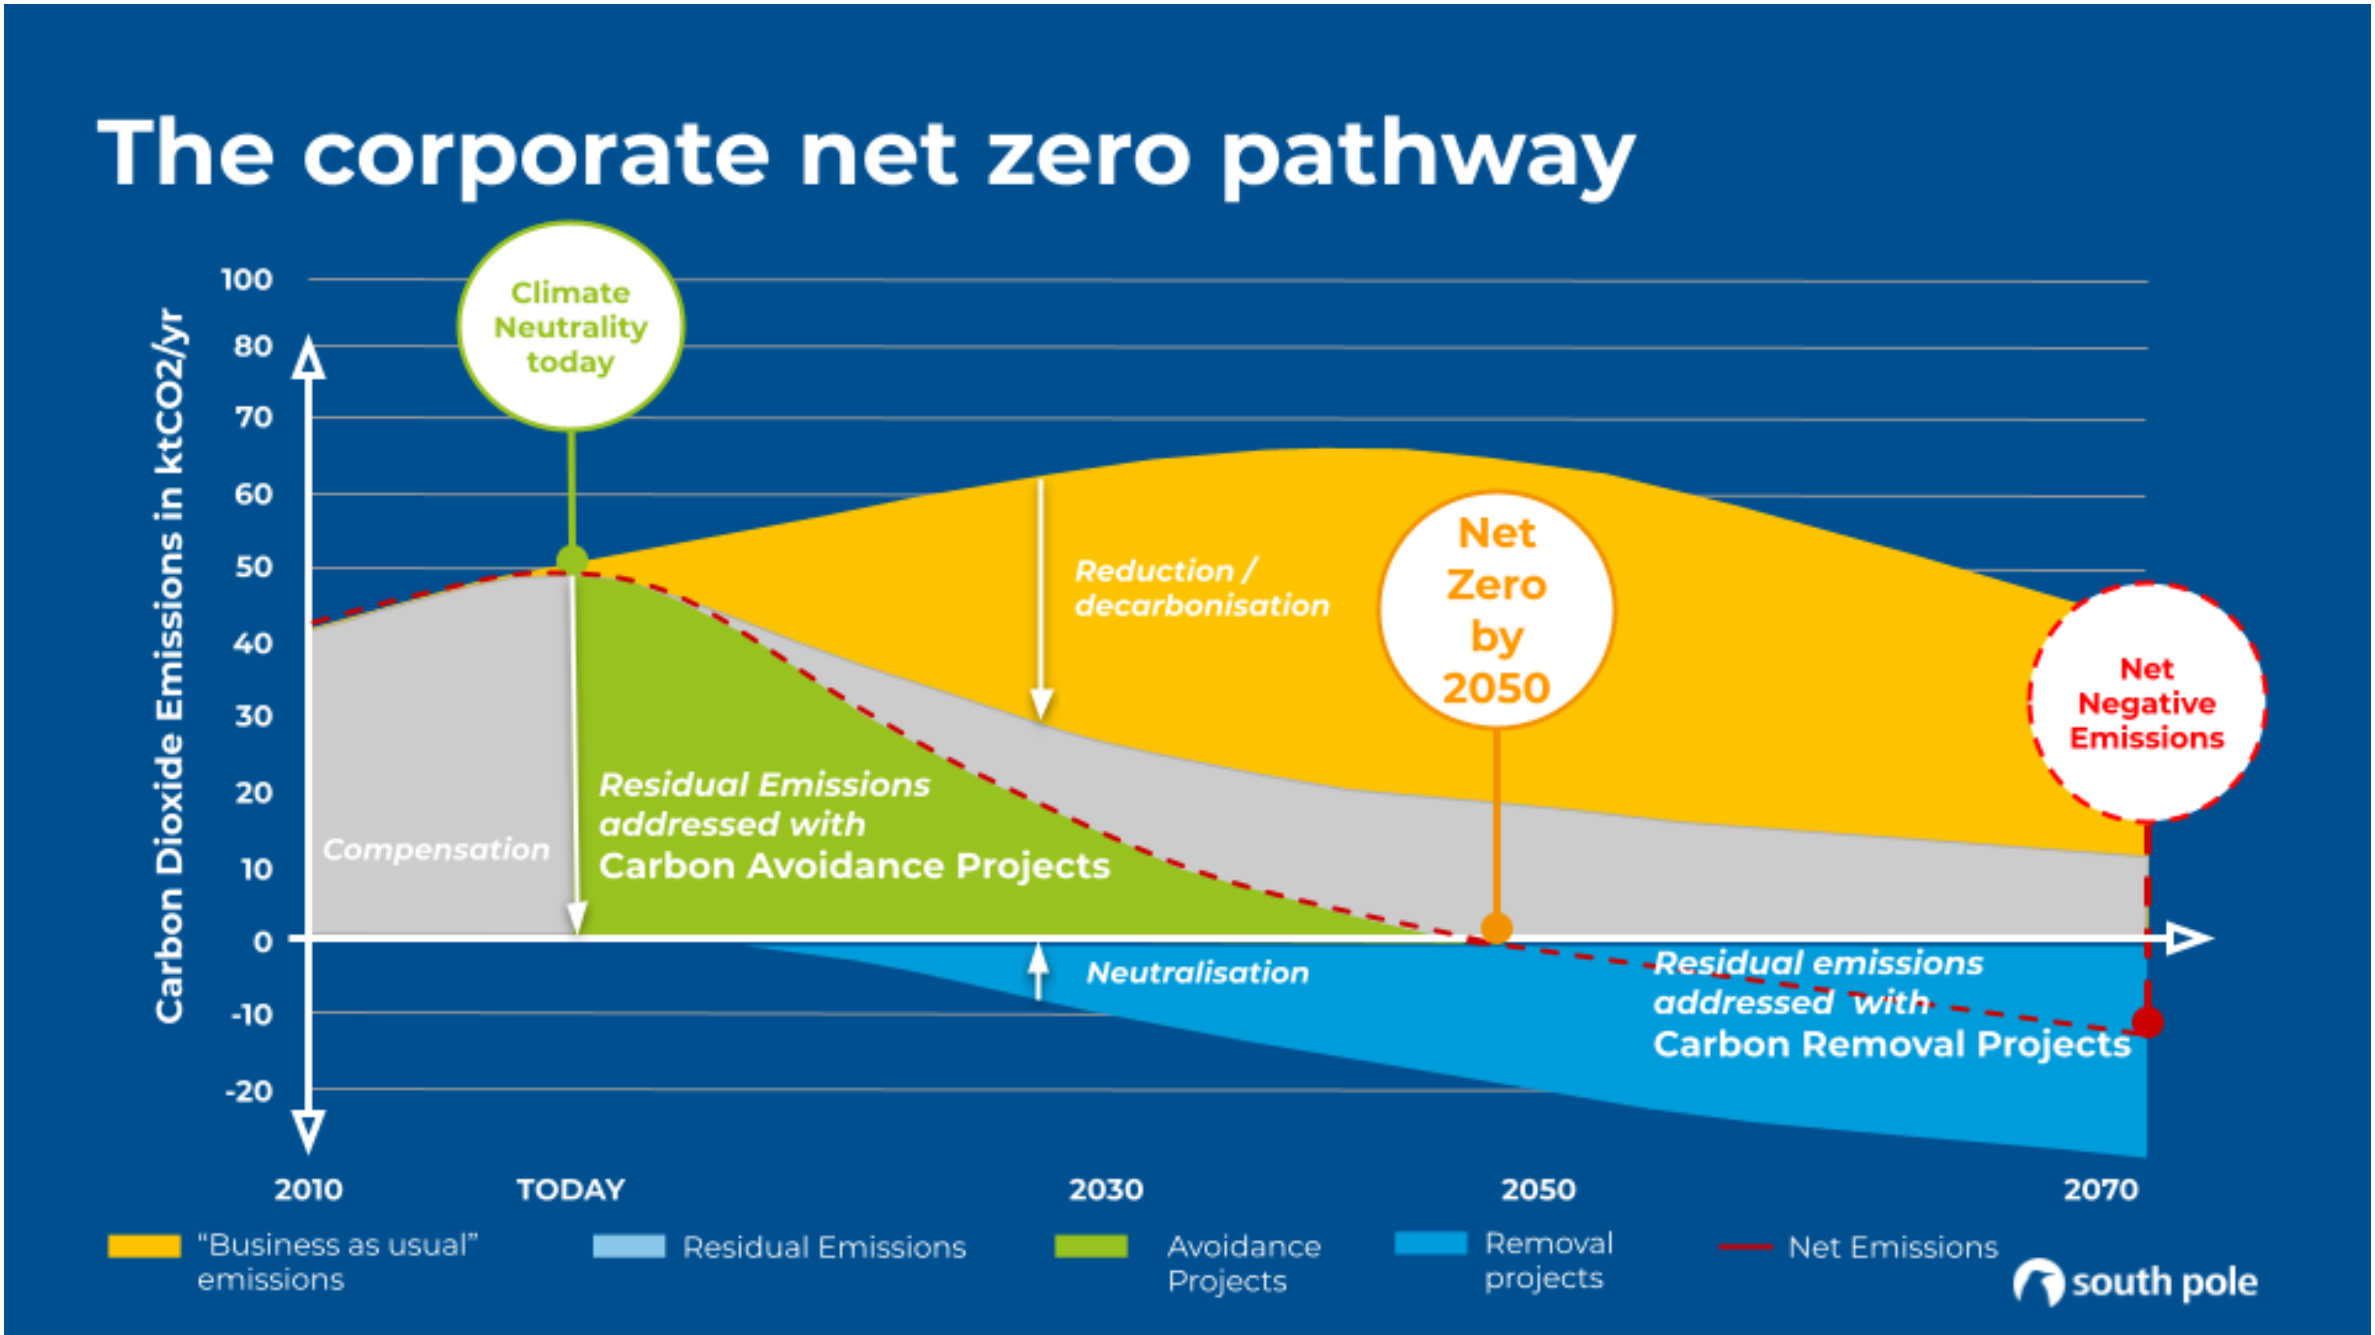 The corporate net zero pathway
Climate
Neutrality
today
100
80
70
60
50
40
30
20
10
0
-10
-20
Carbon Dioxide Emissions in ktCO2/yr
Reduction /
decarbonisation
Net
Zero
by
2050
Net
Negative
Emissions
Compensation
Residual Emissions
addressed with
Carbon Avoidance Projects
Neutralisation
Residual emissions
addressed with
Carbon Removal Projects
2010
TODAY
2030
2050
2070
“Business as usual”
emissions
Residual Emissions
Avoidance
Projects
Removal
projects
Net Emissions
south pole